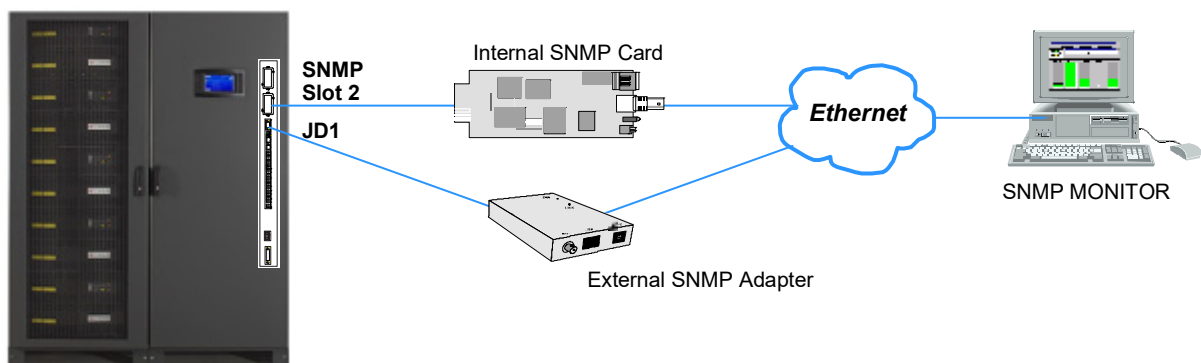 SNMP
Slot 2
JD1
Internal SNMP Card
Ethernet
SNMP MONITOR
External SNMP Adapter